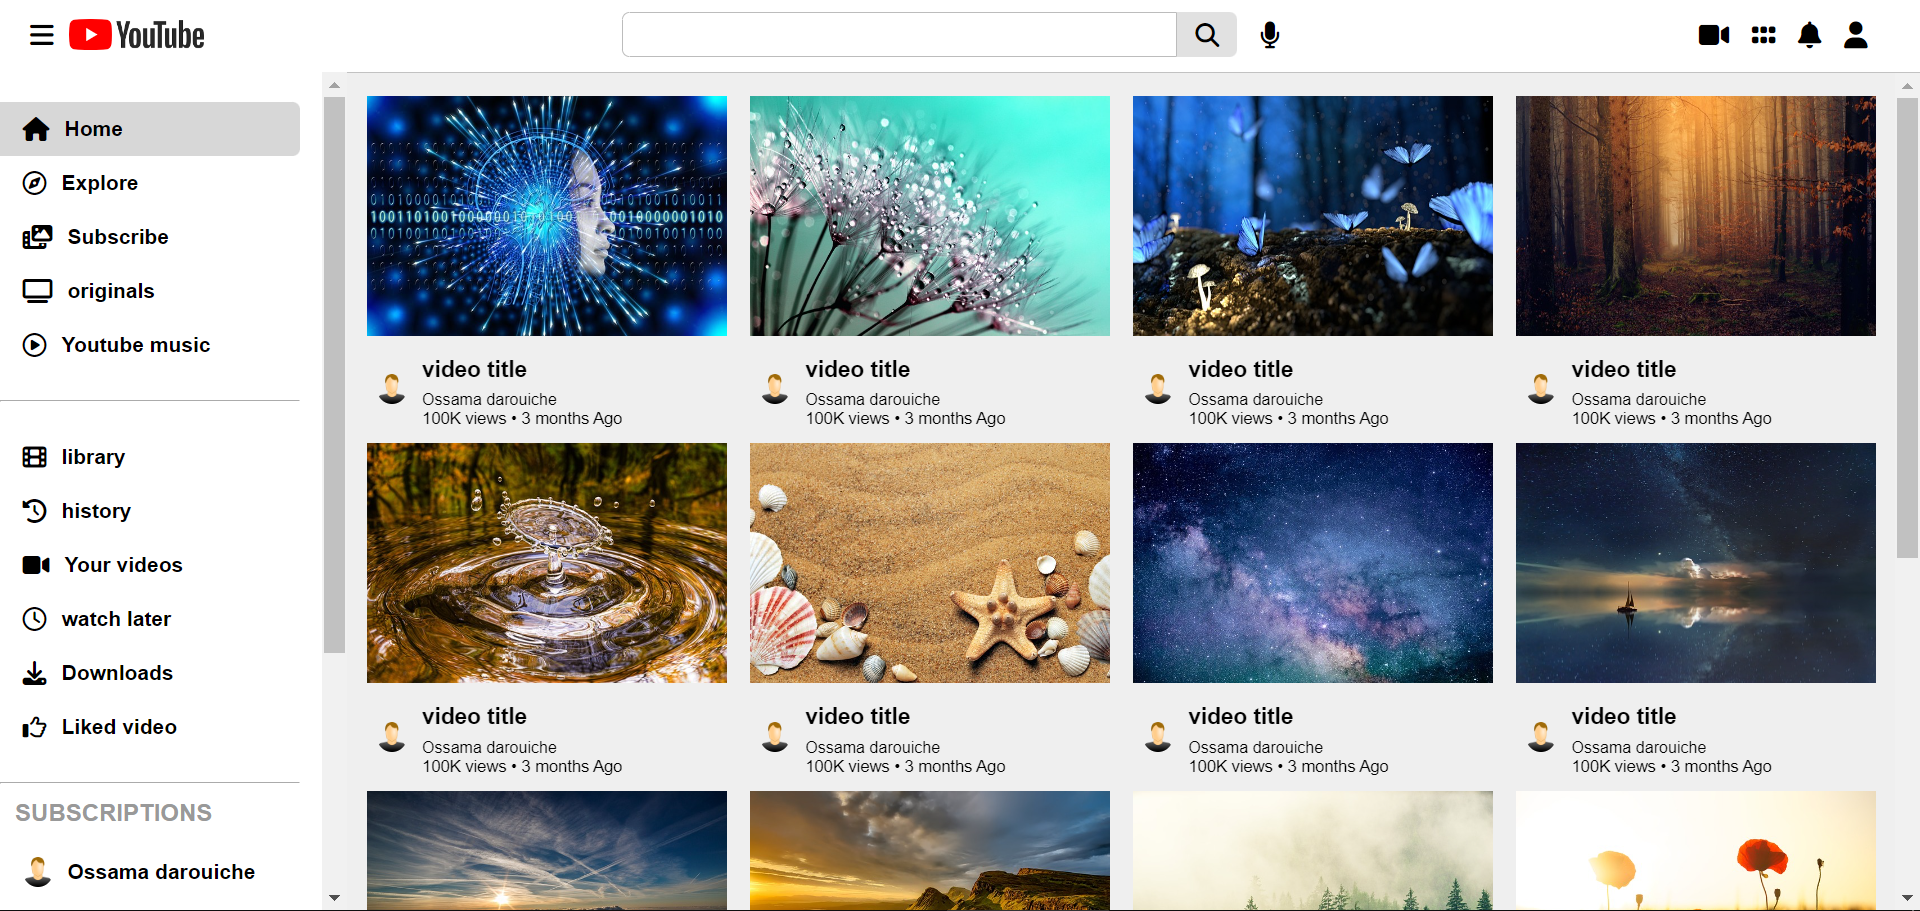 YouTube
Home
Explore
Subscribe
originals
Youtube music
library
history
Your videos
watch later
Downloads
Liked video
SUBSCRIPTIONS
Ossama darouiche
video title
Ossama darouiche
100K views • 3 months Ago
video title
Ossama darouiche
100K views • 3 months Ago
video title
Ossama darouiche
100K views • 3 months Ago
video title
Ossama darouiche
100K views • 3 months Ago
video title
Ossama darouiche
100K views • 3 months Ago
video title
Ossama darouiche
100K views • 3 months Ago
video title
Ossama darouiche
100K views • 3 months Ago
video title
Ossama darouiche
100K views • 3 months Ago